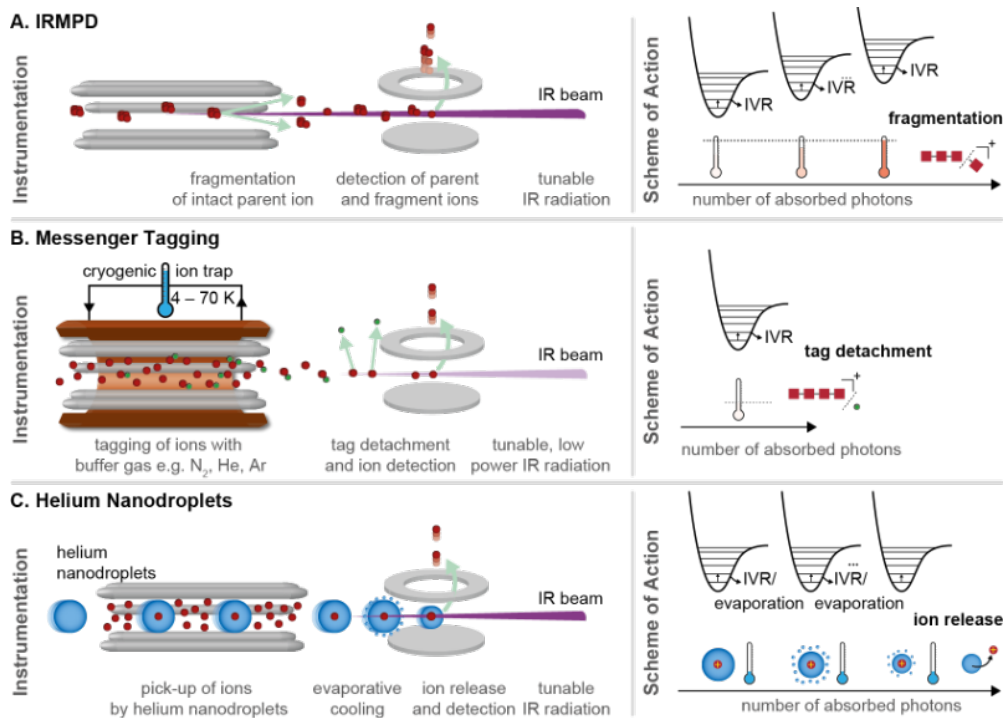 A. IRMPD
Instrumentation
IR beam
fragmentation
of intact parent ion
detection of parent
and fragment ions
tunable
IR radiation
Scheme of Action
IVR
...
IVR
IVR
fragmentation
+
number of absorbed photons
B. Messenger Tagging
Instrumentation
cryogenic ion trap
4 – 70 K
IR beam
tagging of ions with
buffer gas e.g. N₂, He, Ar
tag detachment
and ion detection
tunable, low
power IR radiation
Scheme of Action
IVR
tag detachment
+
number of absorbed photons
C. Helium Nanodroplets
Instrumentation
helium
nanodroplets
IR beam
pick-up of ions
by helium nanodroplets
evaporative
cooling
ion release
and detection
tunable
IR radiation
Scheme of Action
IVR/
evaporation
...
IVR/
evaporation
ion release
+
+
+
+
number of absorbed photons